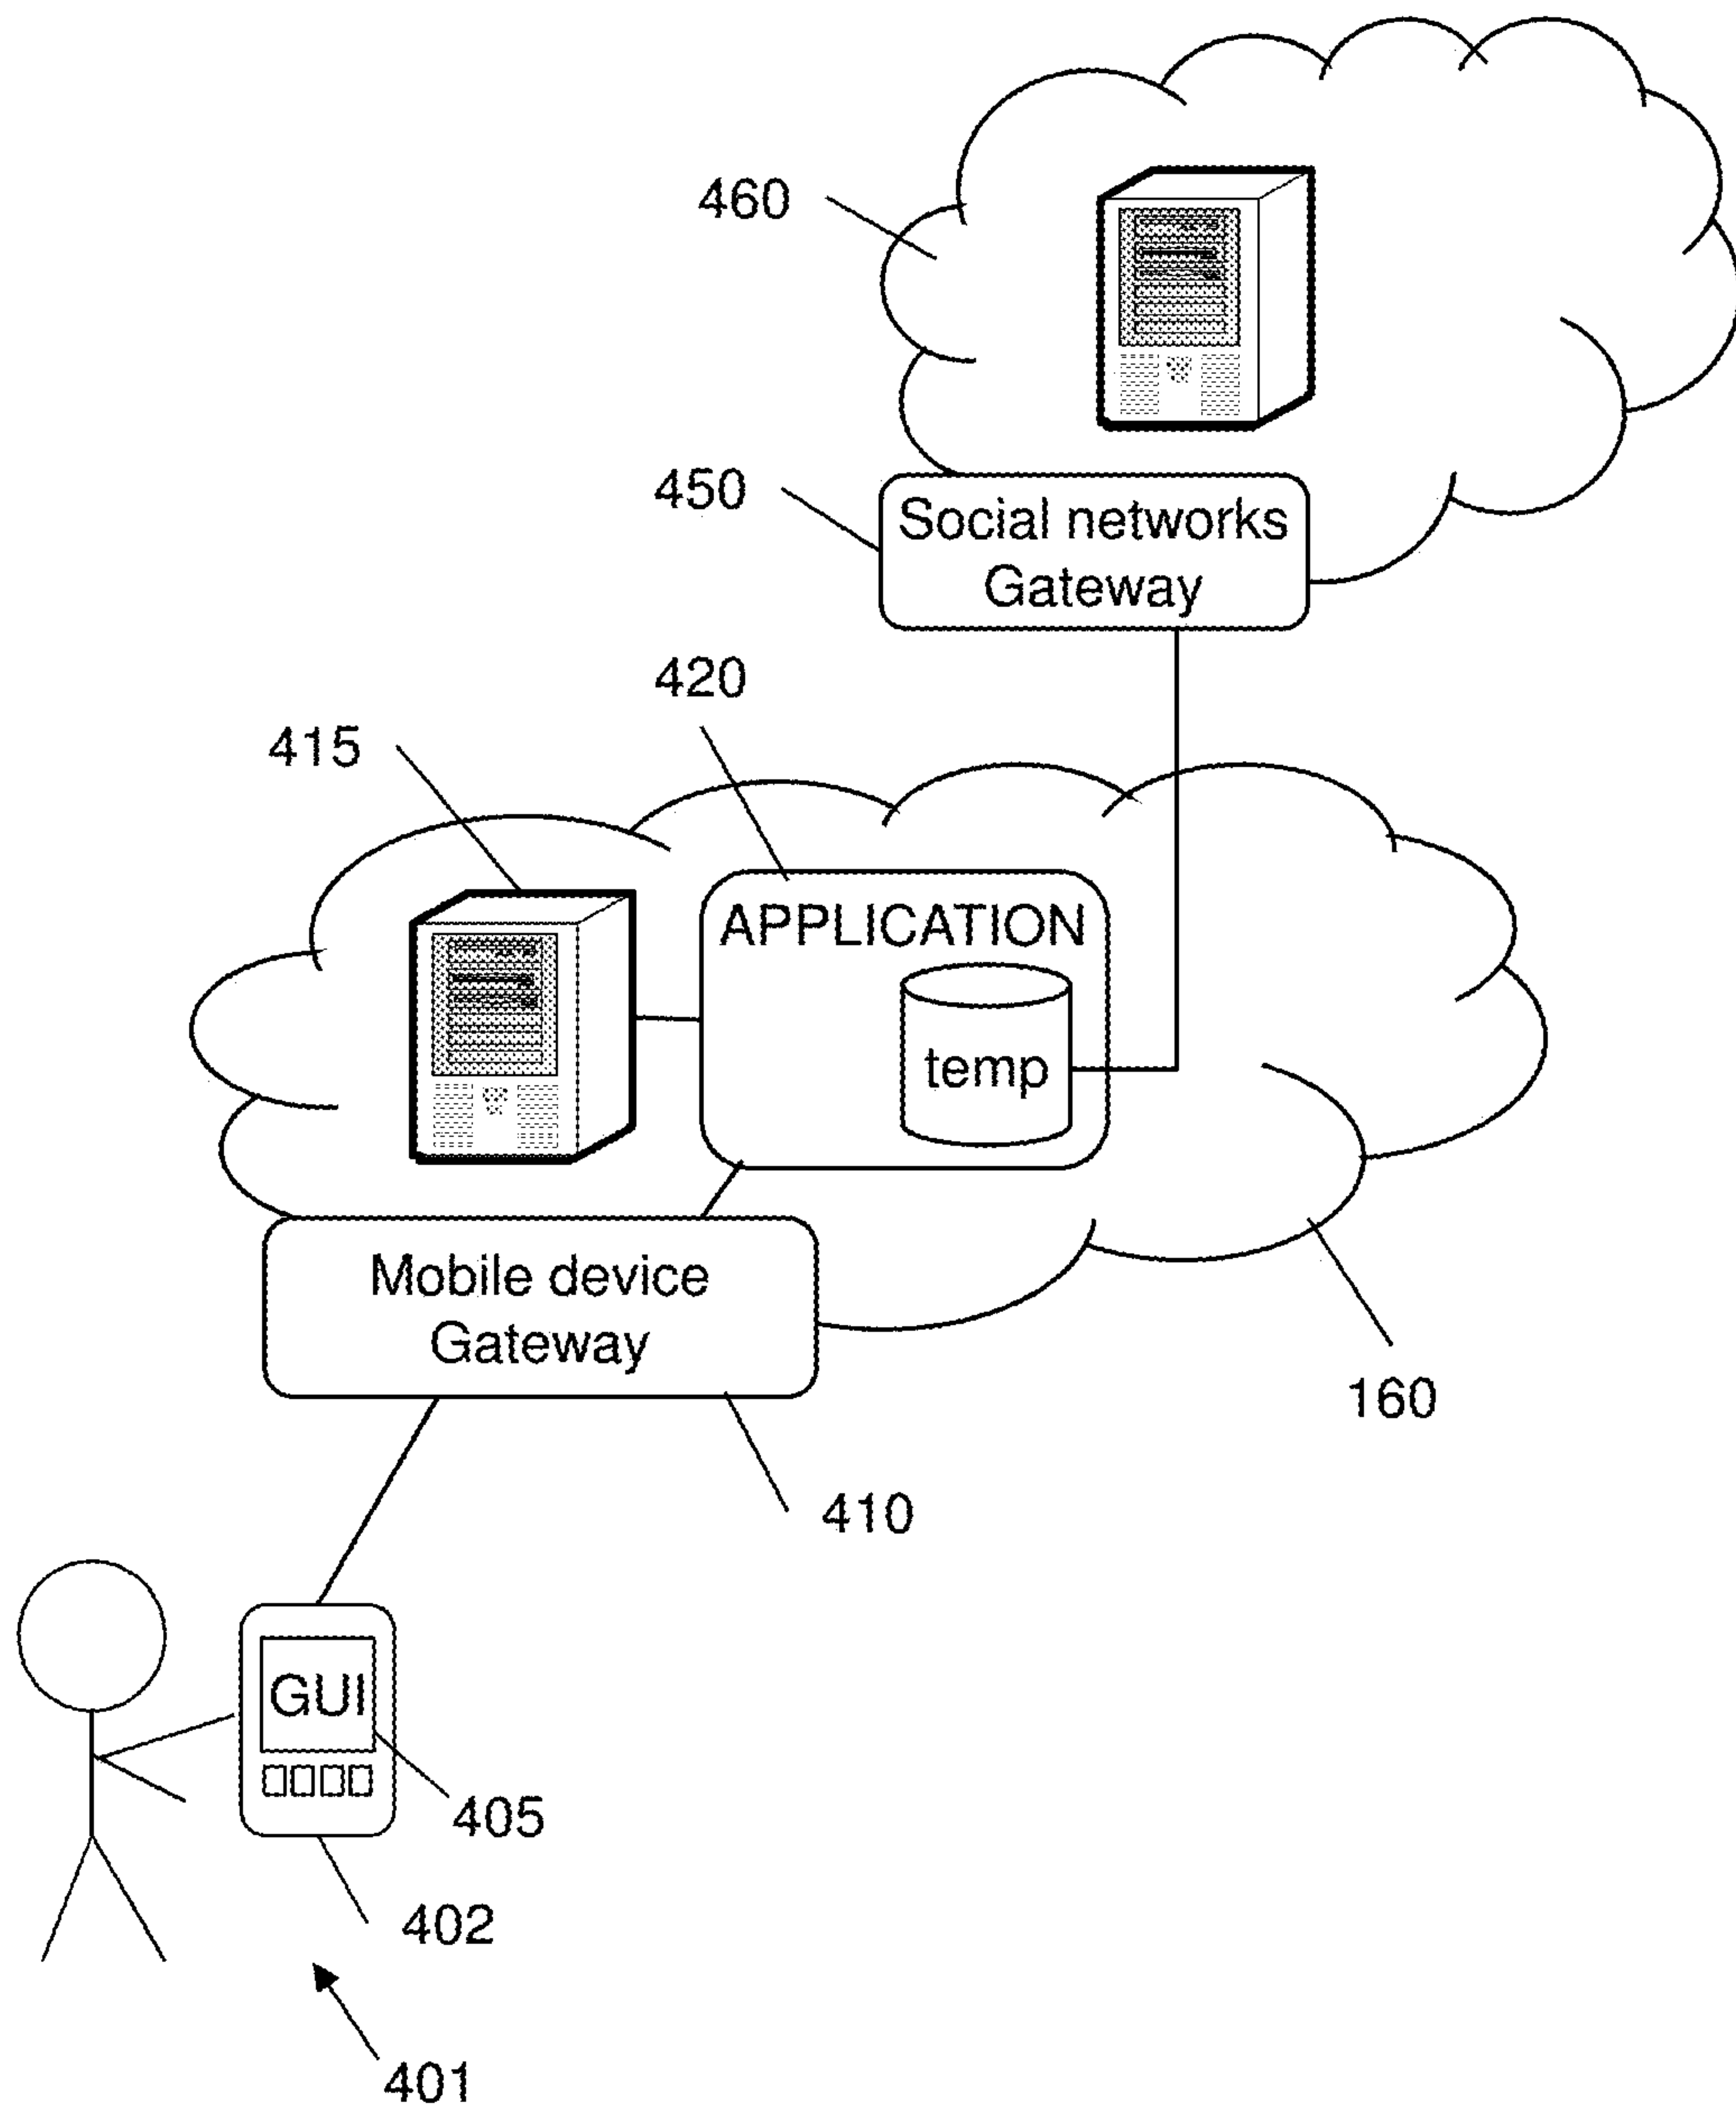 460
450
Social networks
Gateway
420
415
APPLICATION
temp
Mobile device
Gateway
160
410
GUI
405
402
401